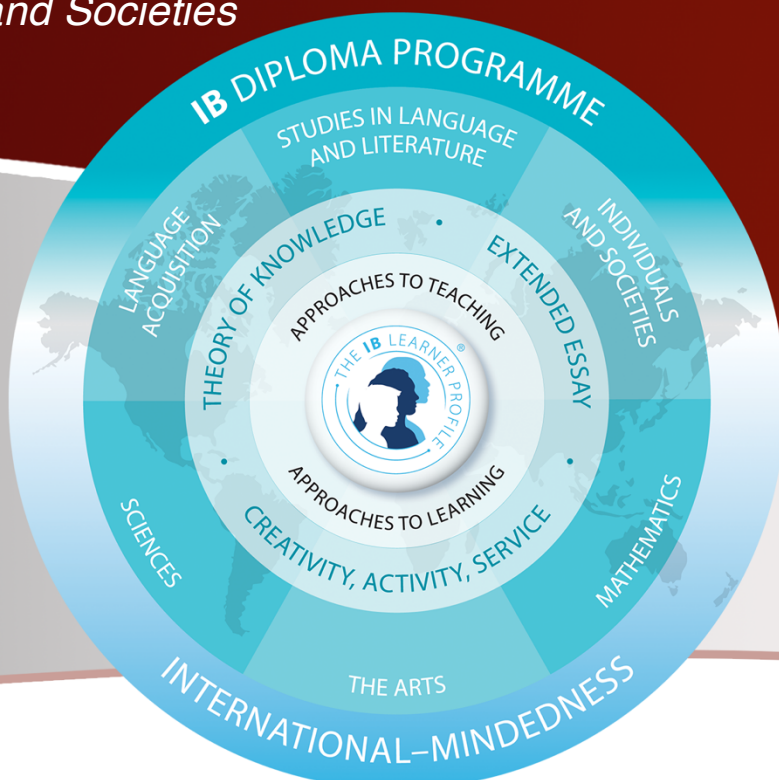 and Societies
IB DIPLOMA PROGRAMME
STUDIES IN LANGUAGE
AND LITERATURE
LANGUAGE
ACQUISITION
INDIVIDUALS
AND SOCIETIES
THEORY OF KNOWLEDGE
EXTENDED ESSAY
APPROACHES TO TEACHING
THE IB LEARNER PROFILE®
APPROACHES TO LEARNING
CREATIVITY, ACTIVITY, SERVICE
SCIENCES
MATHEMATICS
THE ARTS
INTERNATIONAL–MINDEDNESS